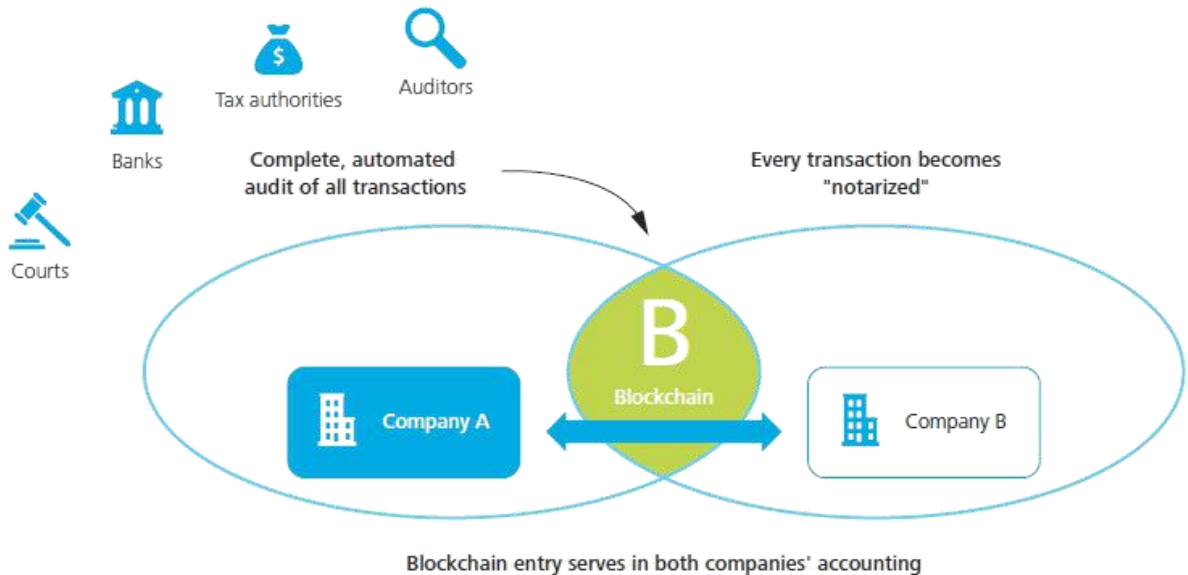 Auditors
Tax authorities
Banks
Courts
Complete, automated
audit of all transactions
Every transaction becomes
"notarized"
B
Blockchain
Company A
Company B
Blockchain entry serves in both companies' accounting